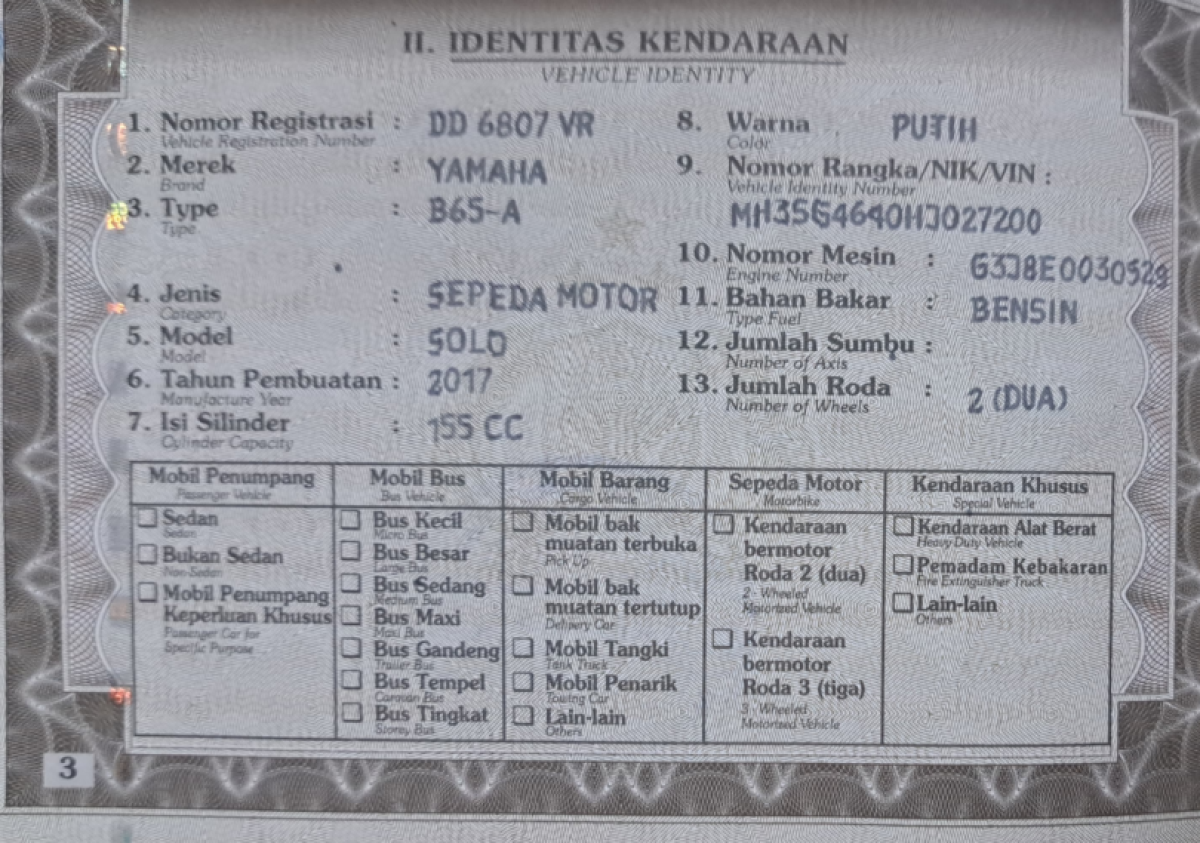 II. IDENTITAS KENDARAAN
VEHICLE IDENTITY
1. Nomor Registrasi : DD 6807 VR
Vehicle Registration Number
2. Merek : YAMAHA
Brand
3. Type : B65-A
Type
4. Jenis : SEPEDA MOTOR
Category
5. Model : SOLO
Model
6. Tahun Pembuatan : 2017
Manufacture Year
7. Isi Silinder : 155 CC
Cylinder Capacity
8. Warna PUTIH
Color
9. Nomor Rangka/NIK/VIN :
Vehicle Identity Number
MH3SG4640HJ027200
10. Nomor Mesin : G3J8E0030529
Engine Number
11. Bahan Bakar : BENSIN
Type Fuel
12. Jumlah Sumbu :
Number of Axis
13. Jumlah Roda : 2 (DUA)
Number of Wheels
Mobil Penumpang
Passenger Vehicle
Sedan
Sedan
Bukan Sedan
Non-Sedan
Mobil Penumpang
Keperluan Khusus
Passenger Car for
Specific Purpose
Mobil Bus
Bus Vehicle
Bus Kecil
Micro Bus
Bus Besar
Large Bus
Bus Sedang
Medium Bus
Bus Maxi
Maxi Bus
Bus Gandeng
Trailer Bus
Bus Tempel
Caravan Bus
Bus Tingkat
Storey Bus
Mobil Barang
Cargo Vehicle
Mobil bak
muatan terbuka
Pick Up
Mobil bak
muatan tertutup
Delivery Car
Mobil Tangki
Tank Truck
Mobil Penarik
Towing Car
Lain-lain
Others
Sepeda Motor
Motorbike
Kendaraan
bermotor
Roda 2 (dua)
2 - Wheeled
Motorized Vehicle
Kendaraan
bermotor
Roda 3 (tiga)
3 - Wheeled
Motorized Vehicle
Kendaraan Khusus
Special Vehicle
Kendaraan Alat Berat
Heavy Duty Vehicle
Pemadam Kebakaran
Fire Extinguisher Truck
Lain-lain
Others
3